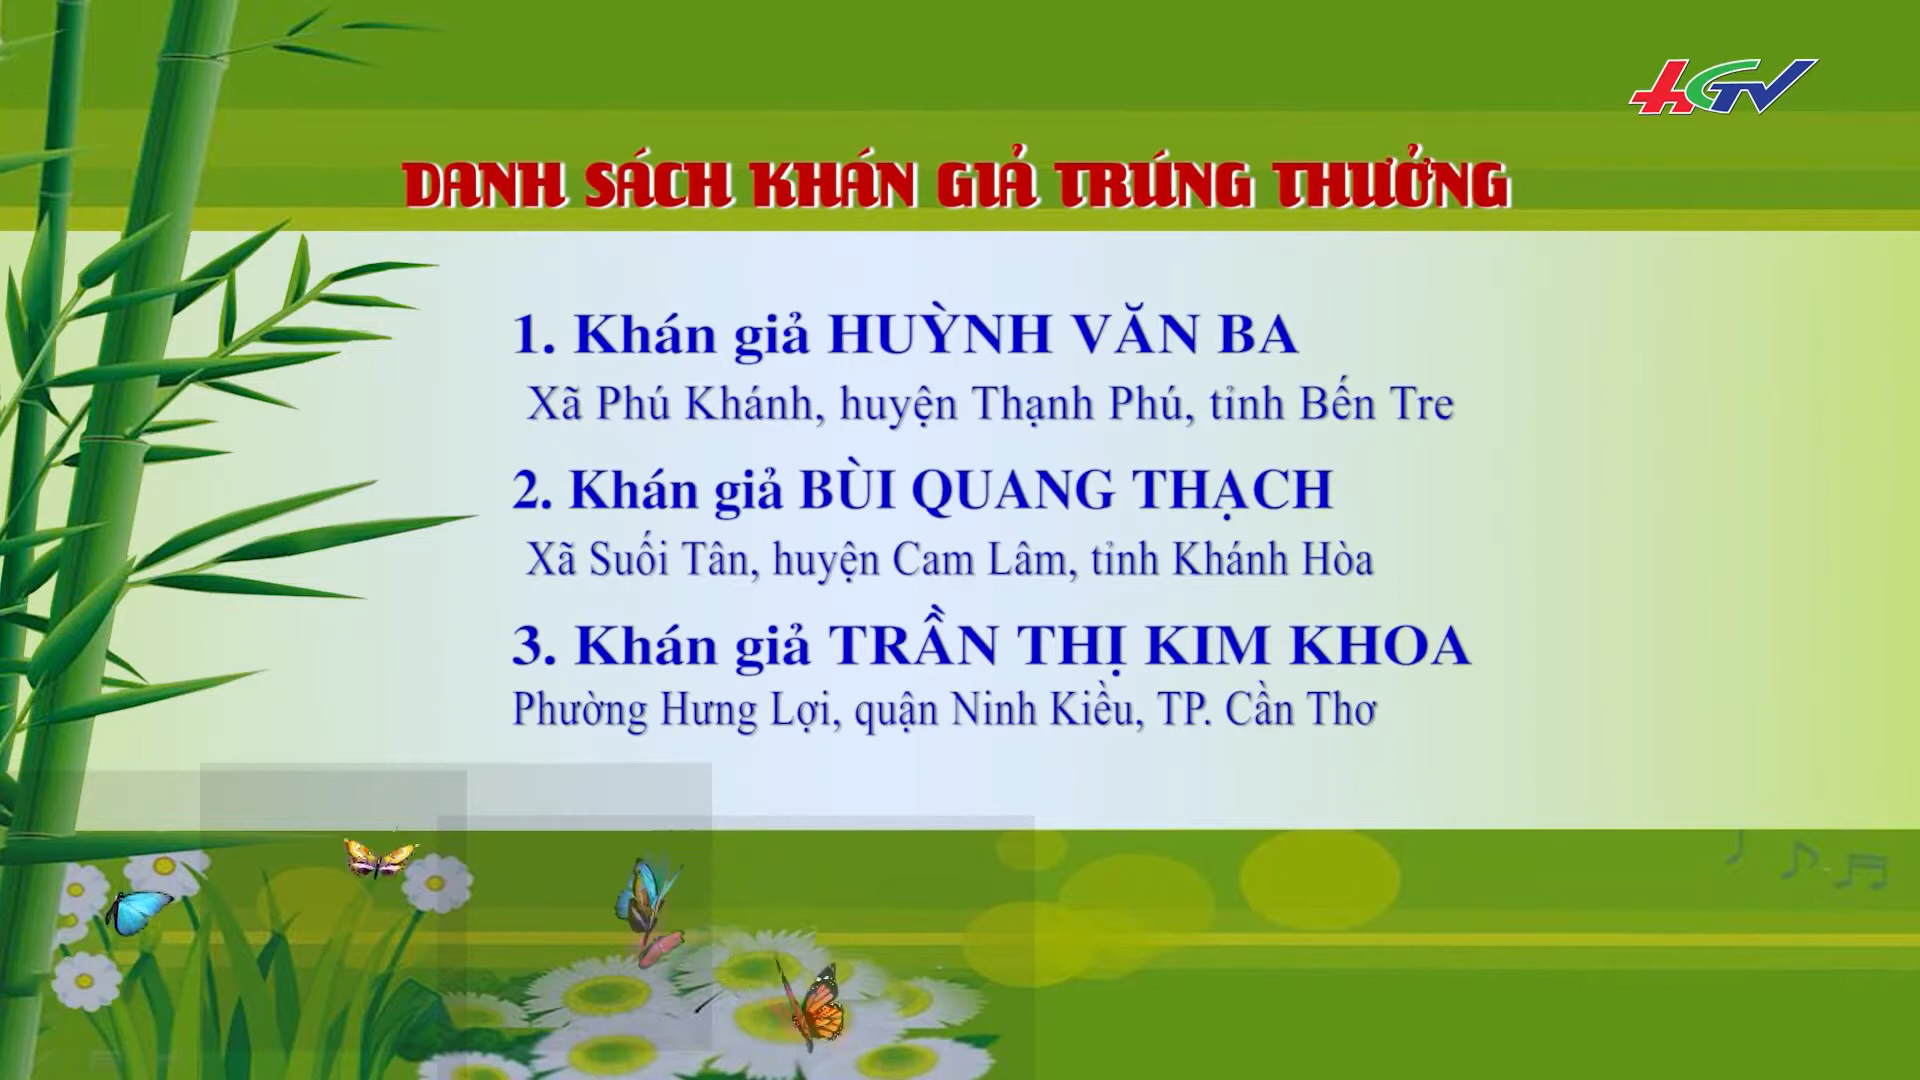 HGTV
DANH SÁCH KHÁN GIẢ TRÚNG THƯỞNG
1. Khán giả HUỲNH VĂN BA
Xã Phú Khánh, huyện Thạnh Phú, tỉnh Bến Tre
2. Khán giả BÙI QUANG THẠCH
Xã Suối Tân, huyện Cam Lâm, tỉnh Khánh Hòa
3. Khán giả TRẦN THỊ KIM KHOA
Phường Hưng Lợi, quận Ninh Kiều, TP. Cần Thơ